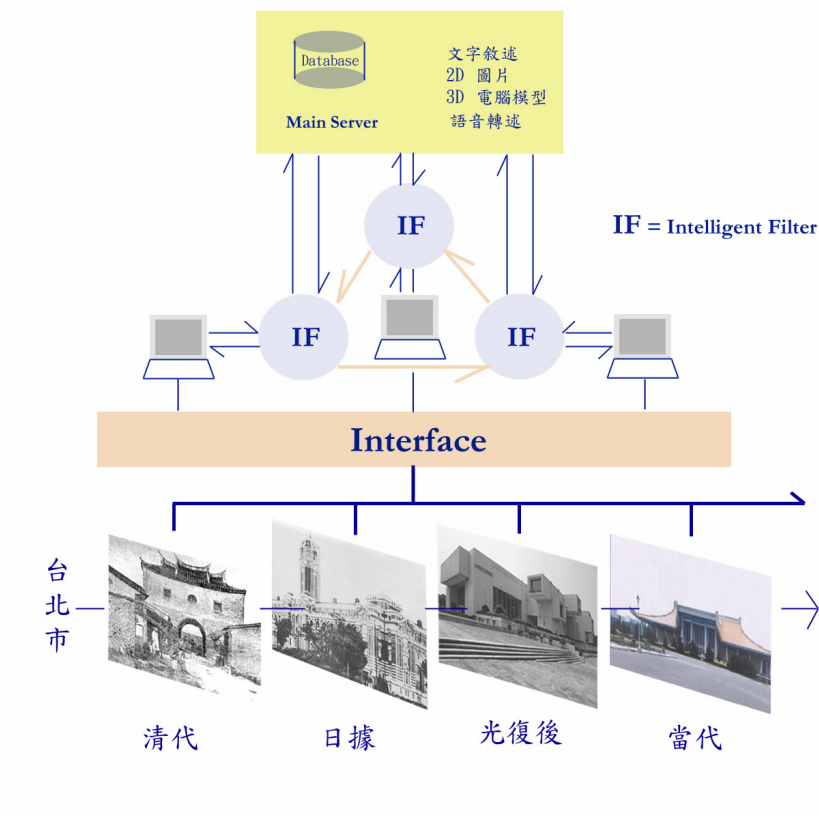 Database
Main Server
文字敘述
2D 圖片
3D 電腦模型
語音轉述
IF
IF = Intelligent Filter
IF
IF
Interface
台北市
清代
日據
光復後
當代